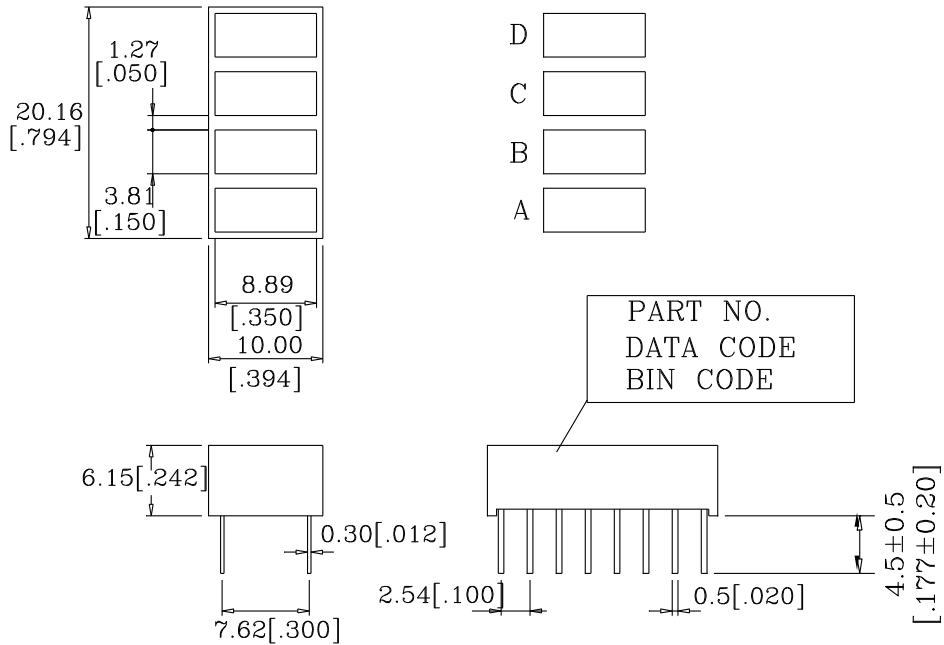 1.27
[.050]
20.16
[.794]
3.81
[.150]
8.89
[.350]
10.00
[.394]
D
C
B
A
PART NO.
DATA CODE
BIN CODE
6.15[.242]
0.30[.012]
7.62[.300]
2.54[.100]
0.5[.020]
4.5±0.5
[.177±0.20]